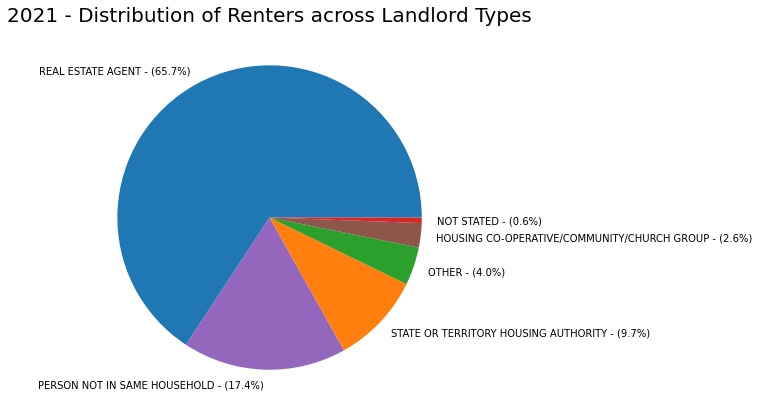 2021 - Distribution of Renters across Landlord Types
REAL ESTATE AGENT - (65.7%)
NOT STATED - (0.6%)
HOUSING CO-OPERATIVE/COMMUNITY/CHURCH GROUP - (2.6%)
OTHER - (4.0%)
STATE OR TERRITORY HOUSING AUTHORITY - (9.7%)
PERSON NOT IN SAME HOUSEHOLD - (17.4%)